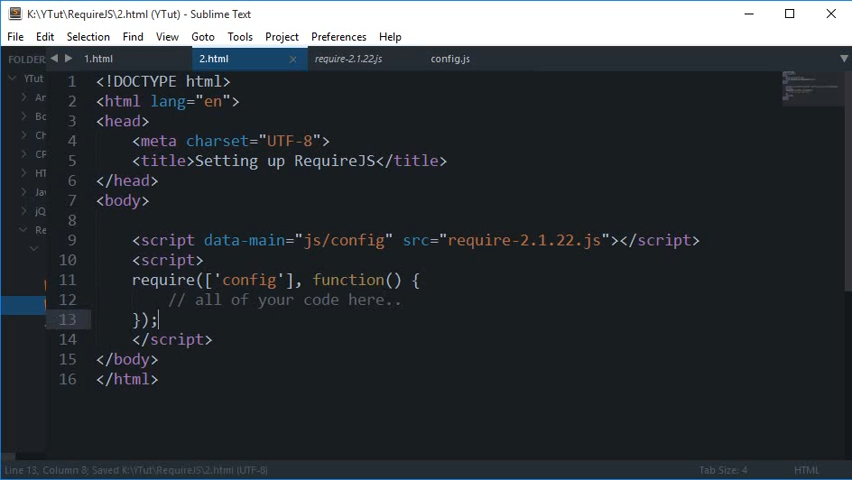 K:\YTut\RequireJS\2.html (YTut) - Sublime Text
File Edit Selection Find View Goto Tools Project Preferences Help
FOLDER 1.html 2.html × require-2.1.22.js config.js
YTut
Ar
Bo
Ch
CF
HT
Jav
jQ
Re
1 <!DOCTYPE html>
2 <html lang="en">
3 <head>
4 <meta charset="UTF-8">
5 <title>Setting up RequireJS</title>
6 </head>
7 <body>
8
9 <script data-main="js/config" src="require-2.1.22.js"></script>
10 <script>
11 require(['config'], function() {
12 // all of your code here..
13 });
14 </script>
15 </body>
16 </html>
Line 13, Column 8; Saved K:\YTut\RequireJS\2.html (UTF-8) Tab Size: 4 HTML